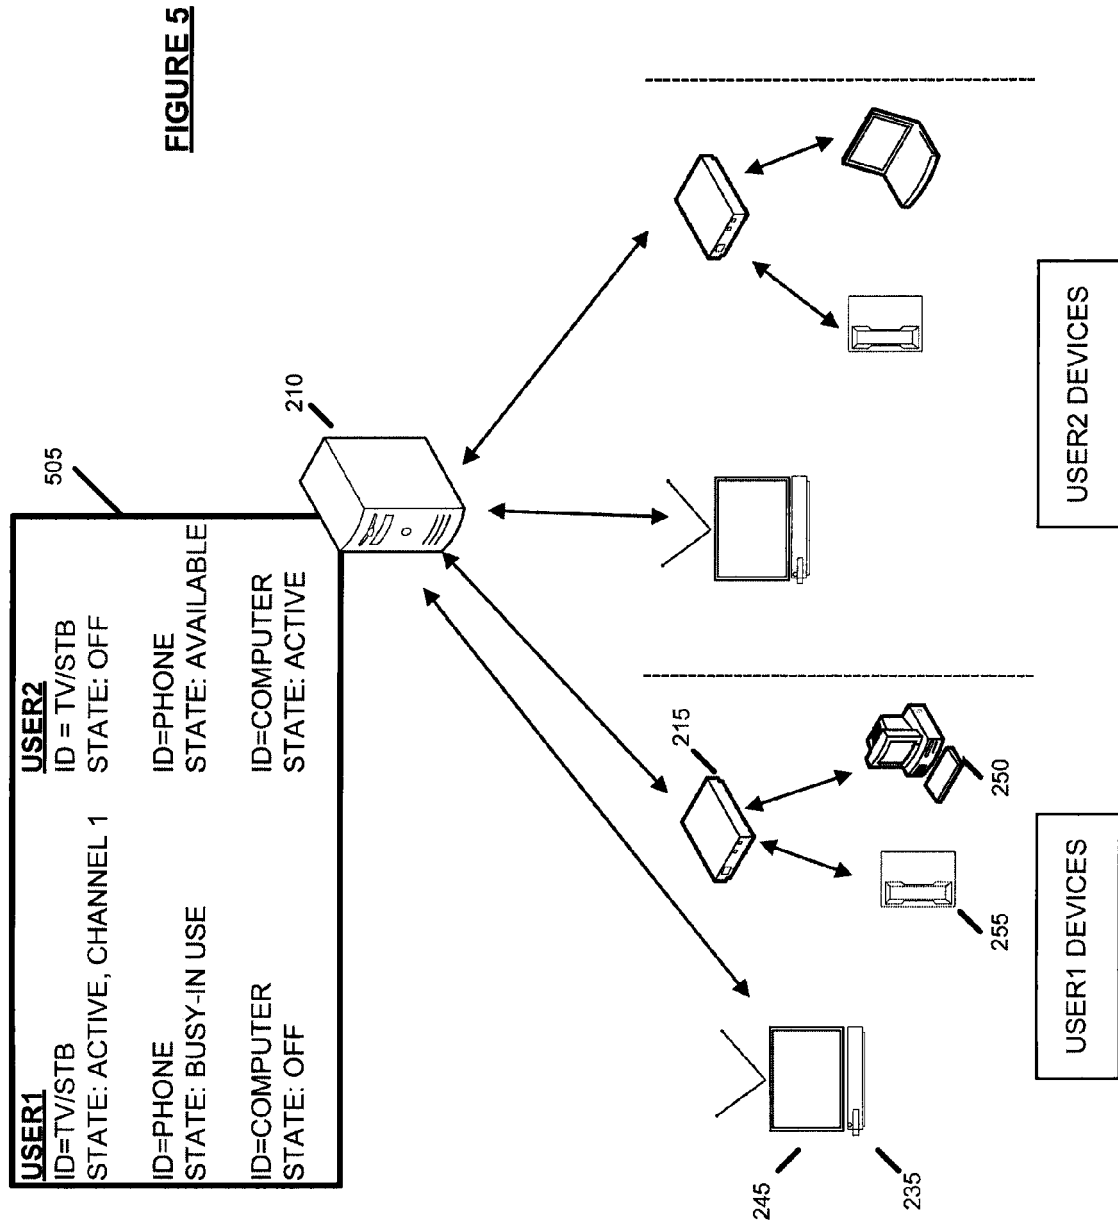 FIGURE 5
505
USER1
ID=TV/STB
STATE: ACTIVE, CHANNEL 1
ID=PHONE
STATE: BUSY-IN USE
ID=COMPUTER
STATE: OFF
USER2
ID = TV/STB
STATE: OFF
ID=PHONE
STATE: AVAILABLE
ID=COMPUTER
STATE: ACTIVE
210
215
245
235
255
250
USER1 DEVICES
USER2 DEVICES